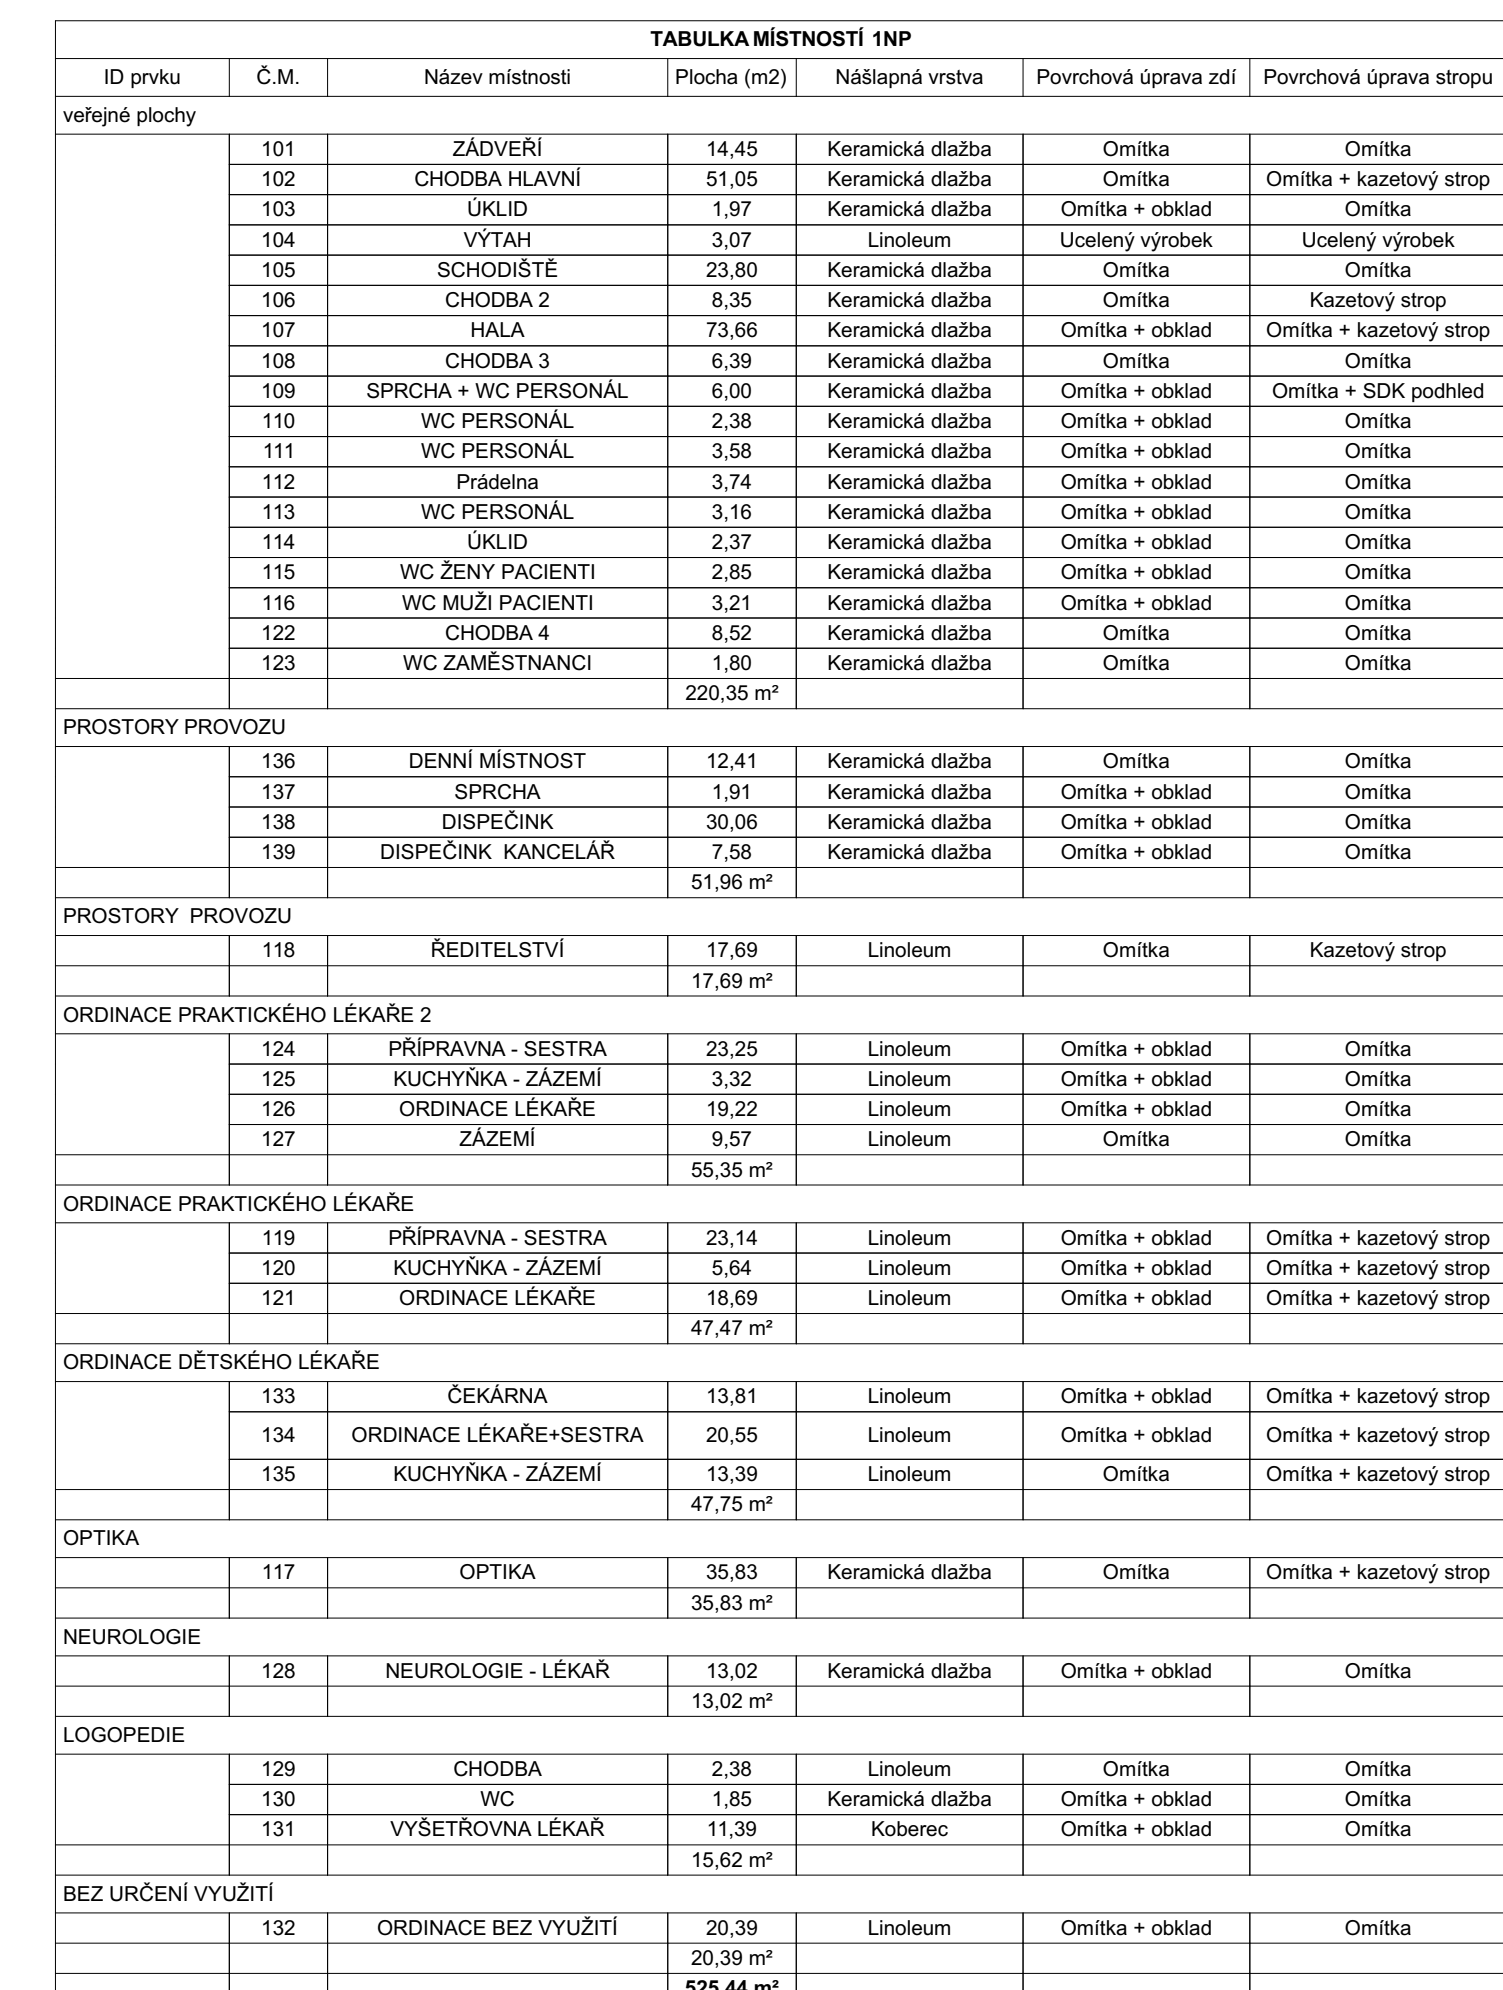 TABULKA MÍSTNOSTÍ 1NP
ID prvku Č.M. Název místnosti Plocha (m2) Nášlapná vrstva Povrchová úprava zdí Povrchová úprava stropu
veřejné plochy
101 ZÁDVEŘÍ 14,45 Keramická dlažba Omítka Omítka
102 CHODBA HLAVNÍ 51,05 Keramická dlažba Omítka Omítka + kazetový strop
103 ÚKLID 1,97 Keramická dlažba Omítka + obklad Omítka
104 VÝTAH 3,07 Linoleum Ucelený výrobek Ucelený výrobek
105 SCHODIŠTĚ 23,80 Keramická dlažba Omítka Omítka
106 CHODBA 2 8,35 Keramická dlažba Omítka Kazetový strop
107 HALA 73,66 Keramická dlažba Omítka + obklad Omítka + kazetový strop
108 CHODBA 3 6,39 Keramická dlažba Omítka Omítka
109 SPRCHA + WC PERSONÁL 6,00 Keramická dlažba Omítka + obklad Omítka + SDK podhled
110 WC PERSONÁL 2,38 Keramická dlažba Omítka + obklad Omítka
111 WC PERSONÁL 3,58 Keramická dlažba Omítka + obklad Omítka
112 Prádelna 3,74 Keramická dlažba Omítka + obklad Omítka
113 WC PERSONÁL 3,16 Keramická dlažba Omítka + obklad Omítka
114 ÚKLID 2,37 Keramická dlažba Omítka + obklad Omítka
115 WC ŽENY PACIENTI 2,85 Keramická dlažba Omítka + obklad Omítka
116 WC MUŽI PACIENTI 3,21 Keramická dlažba Omítka + obklad Omítka
122 CHODBA 4 8,52 Keramická dlažba Omítka Omítka
123 WC ZAMĚSTNANCI 1,80 Keramická dlažba Omítka Omítka
220,35 m²
PROSTORY PROVOZU
136 DENNÍ MÍSTNOST 12,41 Keramická dlažba Omítka Omítka
137 SPRCHA 1,91 Keramická dlažba Omítka + obklad Omítka
138 DISPEČINK 30,06 Keramická dlažba Omítka + obklad Omítka
139 DISPEČINK KANCELÁŘ 7,58 Keramická dlažba Omítka + obklad Omítka
51,96 m²
PROSTORY PROVOZU
118 ŘEDITELSTVÍ 17,69 Linoleum Omítka Kazetový strop
17,69 m²
ORDINACE PRAKTICKÉHO LÉKAŘE 2
124 PŘÍPRAVNA - SESTRA 23,25 Linoleum Omítka + obklad Omítka
125 KUCHYŇKA - ZÁZEMÍ 3,32 Linoleum Omítka + obklad Omítka
126 ORDINACE LÉKAŘE 19,22 Linoleum Omítka + obklad Omítka
127 ZÁZEMÍ 9,57 Linoleum Omítka Omítka
55,35 m²
ORDINACE PRAKTICKÉHO LÉKAŘE
119 PŘÍPRAVNA - SESTRA 23,14 Linoleum Omítka + obklad Omítka + kazetový strop
120 KUCHYŇKA - ZÁZEMÍ 5,64 Linoleum Omítka + obklad Omítka + kazetový strop
121 ORDINACE LÉKAŘE 18,69 Linoleum Omítka + obklad Omítka + kazetový strop
47,47 m²
ORDINACE DĚTSKÉHO LÉKAŘE
133 ČEKÁRNA 13,81 Linoleum Omítka + obklad Omítka + kazetový strop
134 ORDINACE LÉKAŘE+SESTRA 20,55 Linoleum Omítka + obklad Omítka + kazetový strop
135 KUCHYŇKA - ZÁZEMÍ 13,39 Linoleum Omítka Omítka + kazetový strop
47,75 m²
OPTIKA
117 OPTIKA 35,83 Keramická dlažba Omítka Omítka + kazetový strop
35,83 m²
NEUROLOGIE
128 NEUROLOGIE - LÉKAŘ 13,02 Keramická dlažba Omítka + obklad Omítka
13,02 m²
LOGOPEDIE
129 CHODBA 2,38 Linoleum Omítka Omítka
130 WC 1,85 Keramická dlažba Omítka + obklad Omítka
131 VYŠETŘOVNA LÉKAŘ 11,39 Koberec Omítka + obklad Omítka
15,62 m²
BEZ URČENÍ VYUŽITÍ
132 ORDINACE BEZ VYUŽITÍ 20,39 Linoleum Omítka + obklad Omítka
20,39 m²
525,44 m²